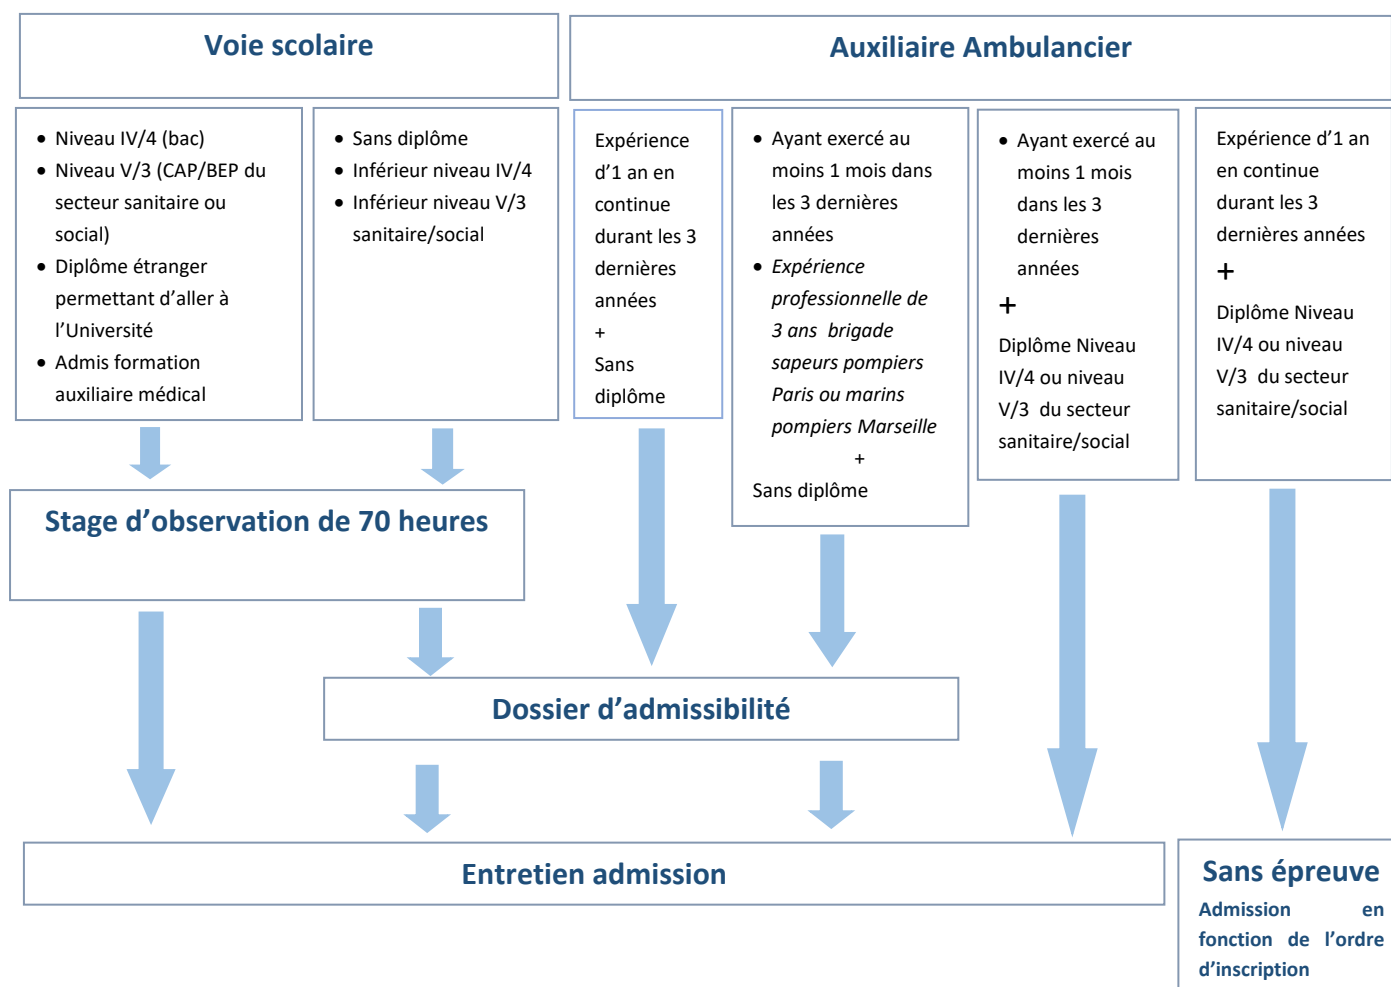 Voie scolaire
Auxiliaire Ambulancier
• Niveau IV/4 (bac)
• Niveau V/3 (CAP/BEP du
secteur sanitaire ou
social)
• Diplôme étranger
permettant d’aller à
l’Université
• Admis formation
auxiliaire médical
• Sans diplôme
• Inférieur niveau IV/4
• Inférieur niveau V/3
sanitaire/social
Expérience
d’1 an en
continue
durant les 3
dernières
années
+
Sans
diplôme
• Ayant exercé au
moins 1 mois dans
les 3 dernières
années
• Expérience
professionnelle de
3 ans brigade
sapeurs pompiers
Paris ou marins
pompiers Marseille
+
Sans diplôme
• Ayant exercé au
moins 1 mois
dans les 3
dernières
années
+
Diplôme Niveau
IV/4 ou niveau
V/3 du secteur
sanitaire/social
Expérience d’1 an
en continue
durant les 3
dernières années
+
Diplôme Niveau
IV/4 ou niveau
V/3 du secteur
sanitaire/social
Stage d’observation de 70 heures
Dossier d’admissibilité
Entretien admission
Sans épreuve
Admission en
fonction de l’ordre
d’inscription